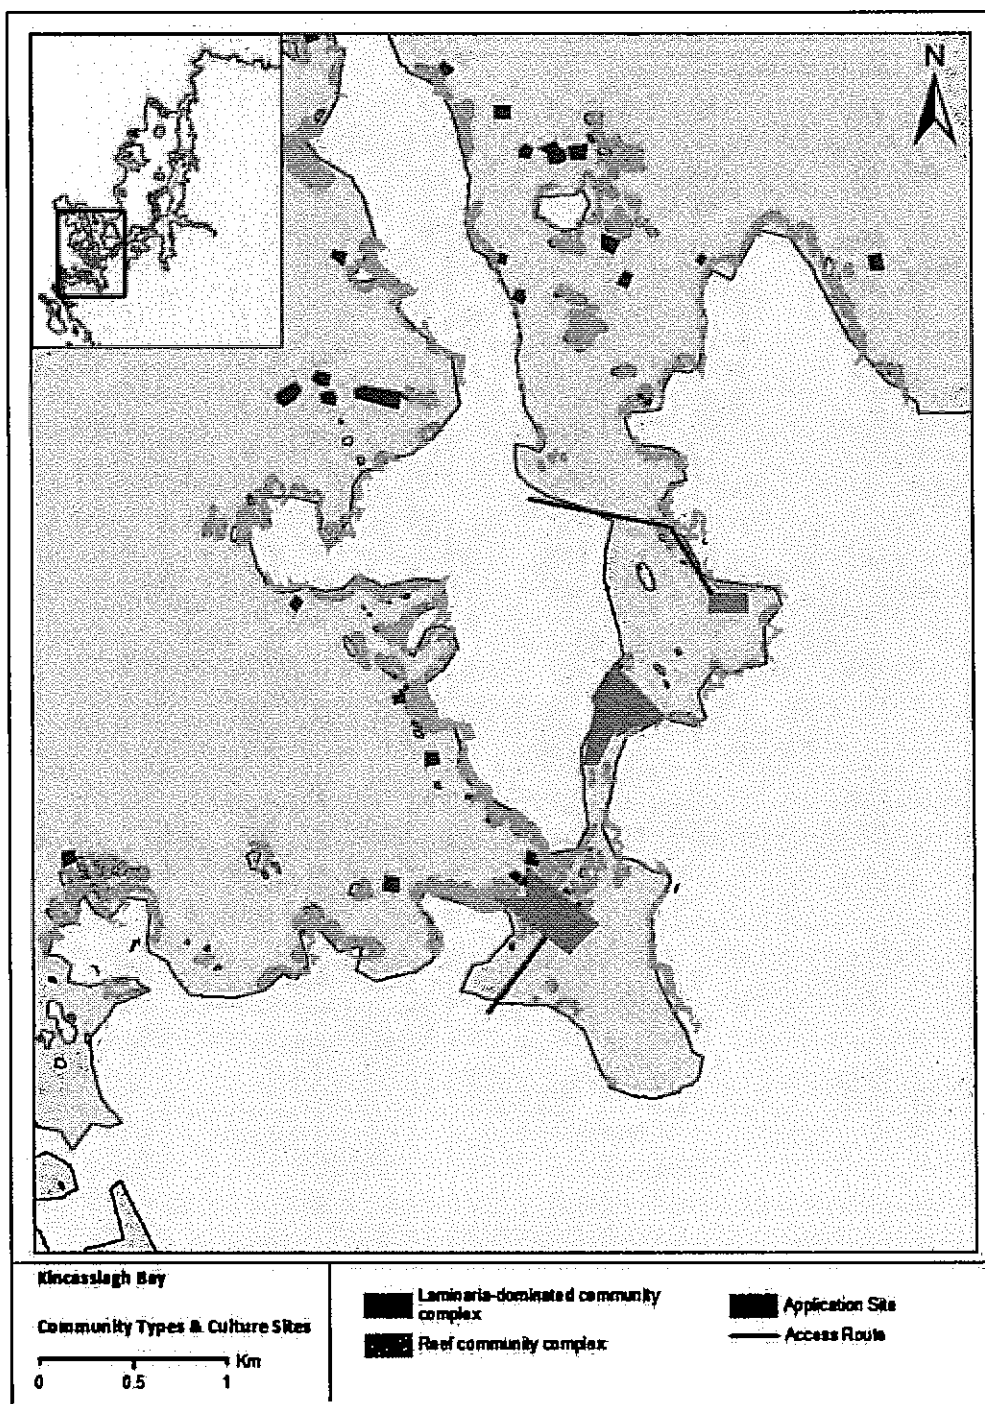 N
Kincasslagh Bay
Community Types & Culture Sites
Km
0 0.5 1
Laminaria-dominated community
complex
Reef community complex
Application Site
Access Route